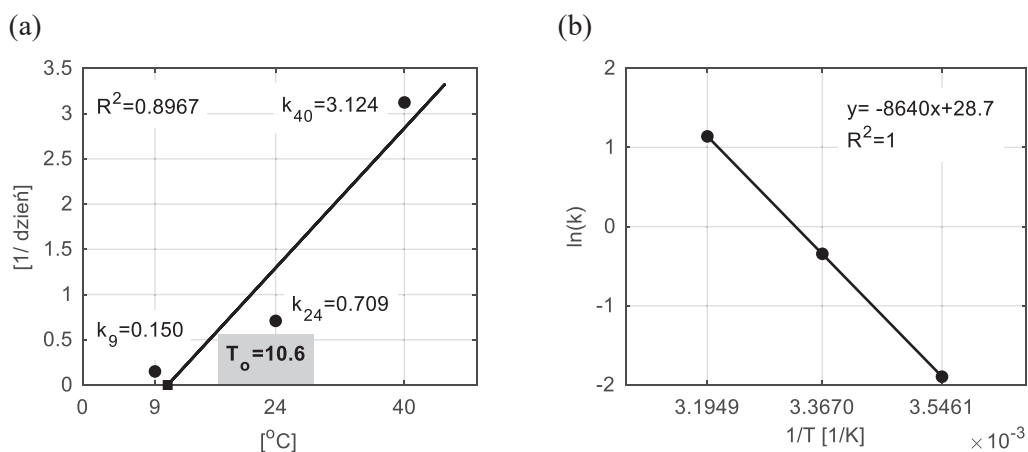 (a)
3.5
3
2.5
2
1.5
1
0.5
0
R²=0.8967
k₄₀=3.124
k₂₄=0.709
k₉=0.150
Tₒ=10.6
0 9 24 40
[°C]
[1/ dzień]
(b)
2
1
0
-1
-2
y= -8640x+28.7
R²=1
ln(k)
3.1949 3.3670 3.5461
1/T [1/K]
×10⁻³